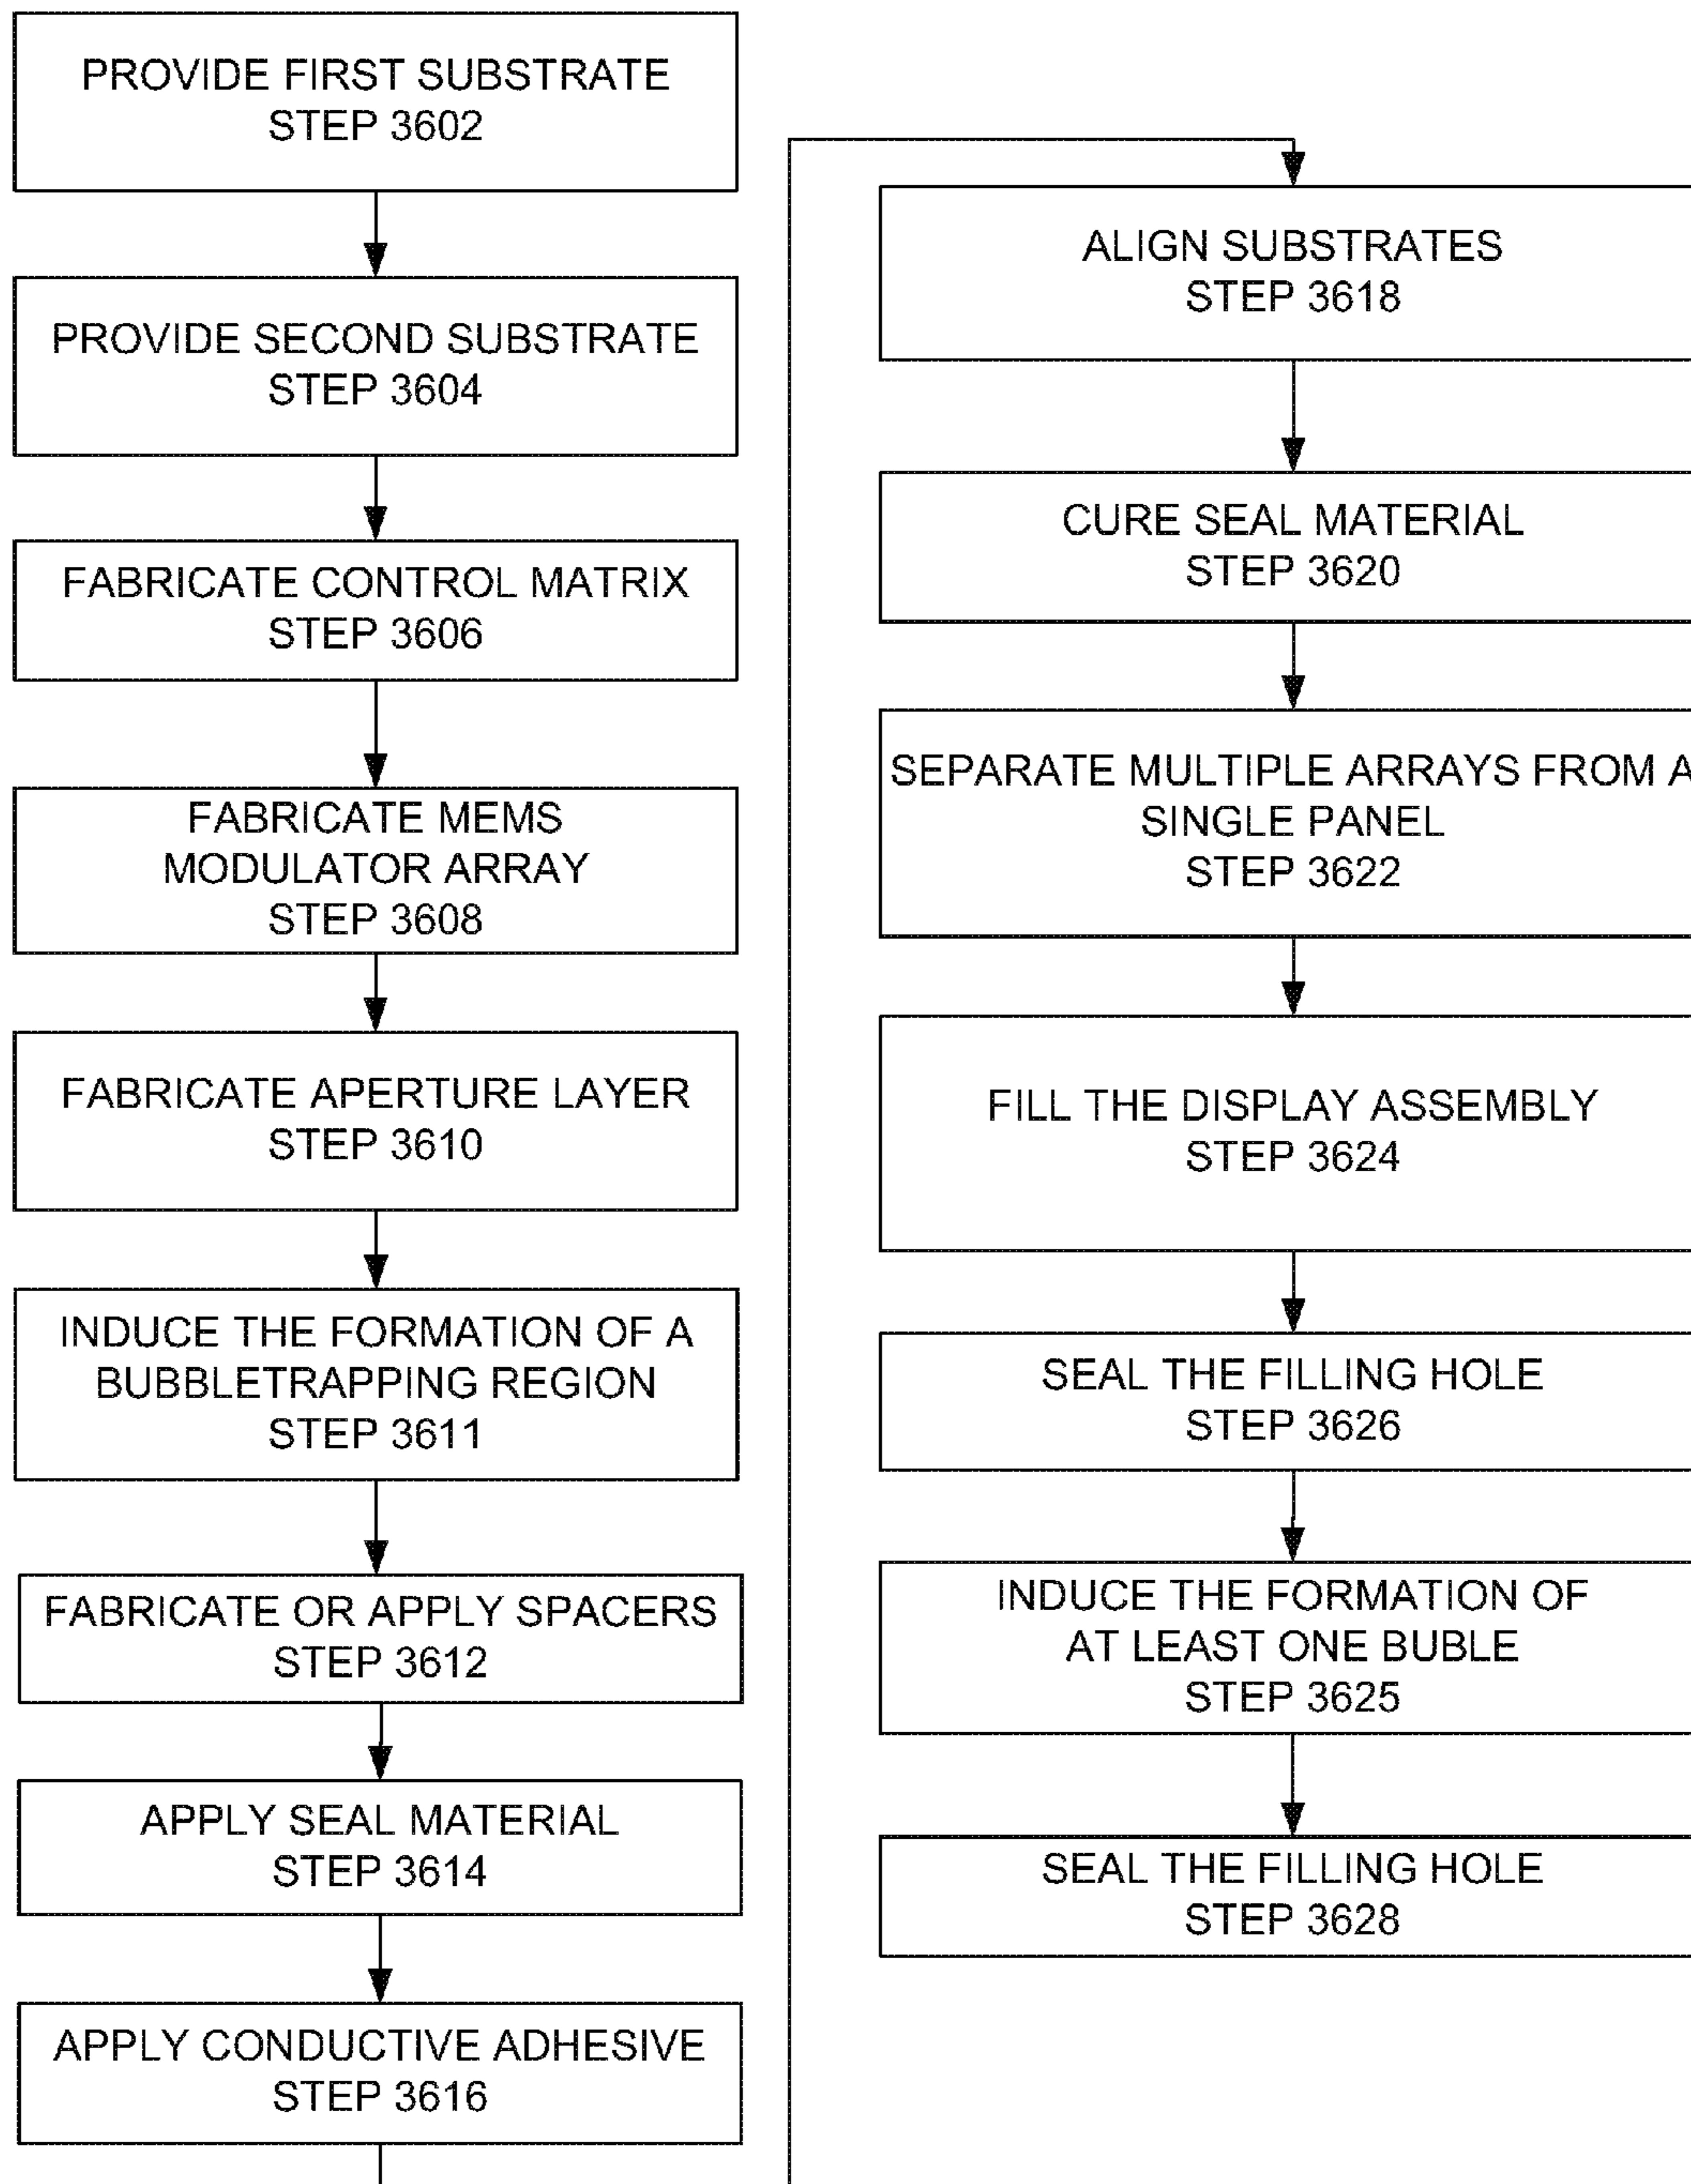 PROVIDE FIRST SUBSTRATE
STEP 3602
PROVIDE SECOND SUBSTRATE
STEP 3604
FABRICATE CONTROL MATRIX
STEP 3606
FABRICATE MEMS
MODULATOR ARRAY
STEP 3608
FABRICATE APERTURE LAYER
STEP 3610
INDUCE THE FORMATION OF A
BUBBLETRAPPING REGION
STEP 3611
FABRICATE OR APPLY SPACERS
STEP 3612
APPLY SEAL MATERIAL
STEP 3614
APPLY CONDUCTIVE ADHESIVE
STEP 3616
ALIGN SUBSTRATES
STEP 3618
CURE SEAL MATERIAL
STEP 3620
SEPARATE MULTIPLE ARRAYS FROM A
SINGLE PANEL
STEP 3622
FILL THE DISPLAY ASSEMBLY
STEP 3624
SEAL THE FILLING HOLE
STEP 3626
INDUCE THE FORMATION OF
AT LEAST ONE BUBLE
STEP 3625
SEAL THE FILLING HOLE
STEP 3628